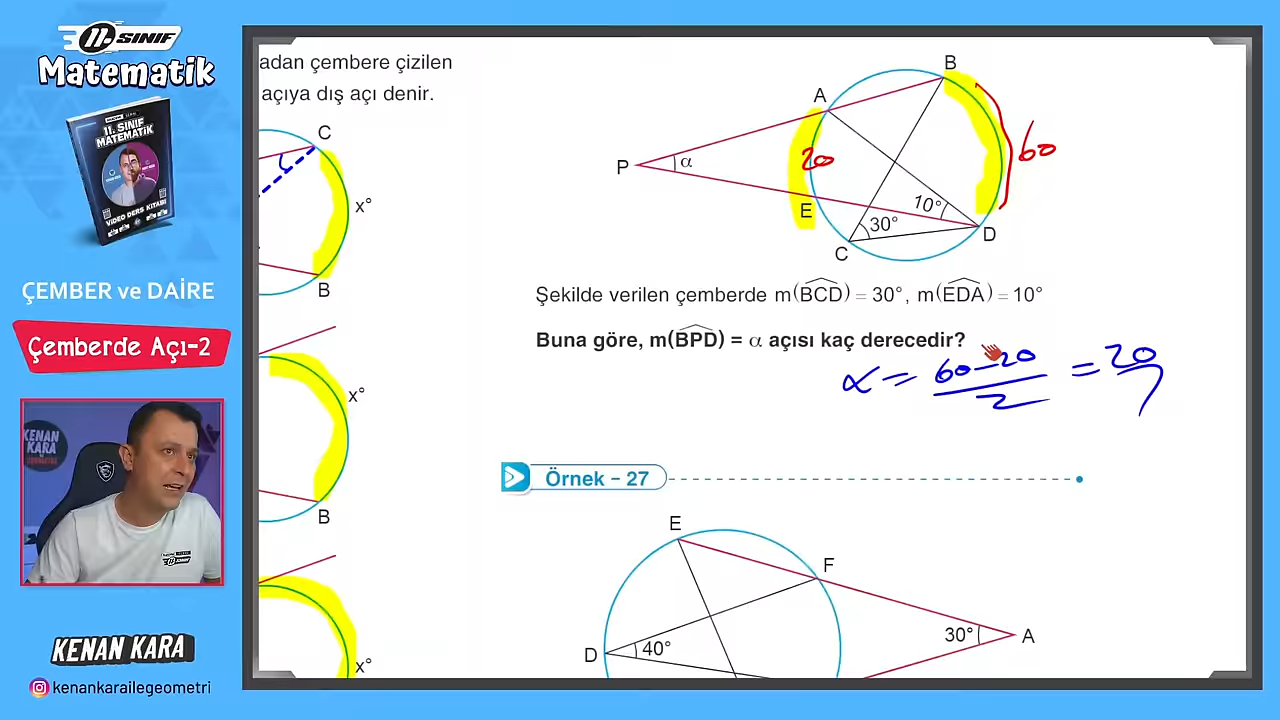 11. SINIF
Matematik
11. SINIF
MATEMATİK
VİDEO DERS KİTABI
ÇEMBER ve DAİRE
Çemberde Açı-2
KENAN
KARA
11. SINIF
KENAN KARA
kenankarailegeometri
adan çembere çizilen
açıya dış açı denir.
C
x°
B
x°
B
x°
B
A
P
α
20
60
E
10°
30°
D
C
Şekilde verilen çemberde m(BCD) = 30°, m(EDA) = 10°
Buna göre, m(BPD) = α açısı kaç derecedir?
α = 60-20 / 2 = 20
Örnek - 27
E
F
30°
A
D
40°